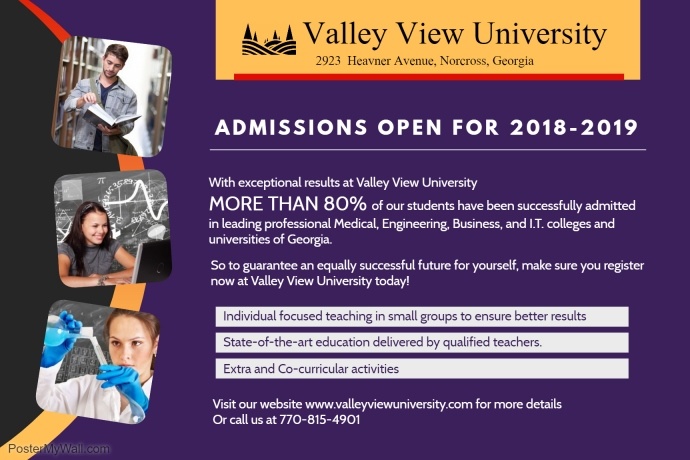 Valley View University
2923 Heavner Avenue, Norcross, Georgia
ADMISSIONS OPEN FOR 2018-2019
With exceptional results at Valley View University
MORE THAN 80% of our students have been successfully admitted
in leading professional Medical, Engineering, Business, and I.T. colleges and
universities of Georgia.
So to guarantee an equally successful future for yourself, make sure you register
now at Valley View University today!
Individual focused teaching in small groups to ensure better results
State-of-the-art education delivered by qualified teachers.
Extra and Co-curricular activities
Visit our website www.valleyviewuniversity.com for more details
Or call us at 770-815-4901
PosterMyWall.com